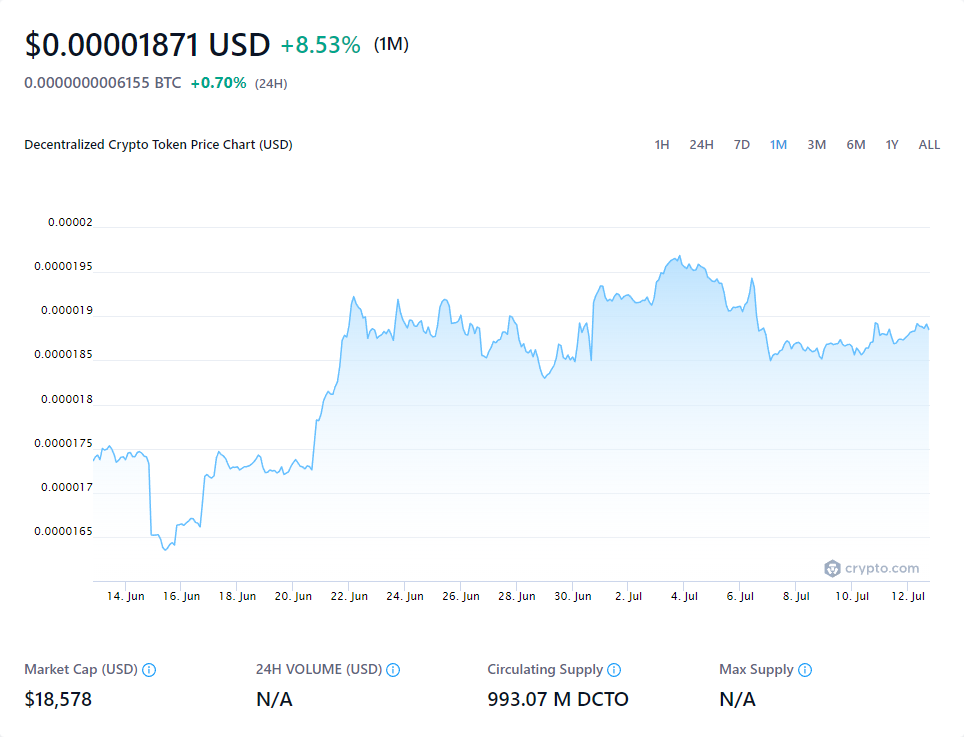 $0.00001871 USD +8.53% (1M)
0.0000000006155 BTC +0.70% (24H)
Decentralized Crypto Token Price Chart (USD)
1H 24H 7D 1M 3M 6M 1Y ALL
0.00002
0.0000195
0.000019
0.0000185
0.000018
0.0000175
0.000017
0.0000165
crypto.com
14. Jun 16. Jun 18. Jun 20. Jun 22. Jun 24. Jun 26. Jun 28. Jun 30. Jun 2. Jul 4. Jul 6. Jul 8. Jul 10. Jul 12. Jul
Market Cap (USD) 24H VOLUME (USD) Circulating Supply Max Supply
$18,578 N/A 993.07 M DCTO N/A